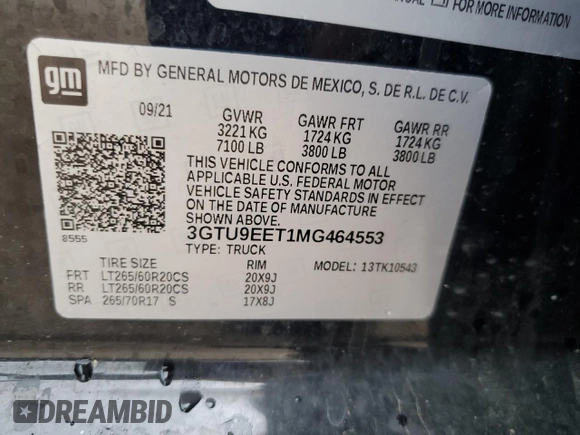 MANUAL FOR MORE INFORMATION
gm
MFD BY GENERAL MOTORS DE MEXICO, S. DE R.L. DE C.V.
09/21 GVWR GAWR FRT GAWR RR
3221 KG 1724 KG 1724 KG
7100 LB 3800 LB 3800 LB
THIS VEHICLE CONFORMS TO ALL
APPLICABLE U.S. FEDERAL MOTOR
VEHICLE SAFETY STANDARDS IN EFFECT
ON THE DATE OF MANUFACTURE
SHOWN ABOVE.
8555
3GTU9EET1MG464553
TYPE: TRUCK
TIRE SIZE RIM MODEL: 13TK10543
FRT LT265/60R20CS 20X9J
RR LT265/60R20CS 20X9J
SPA 265/70R17 S 17X8J
DREAMBID